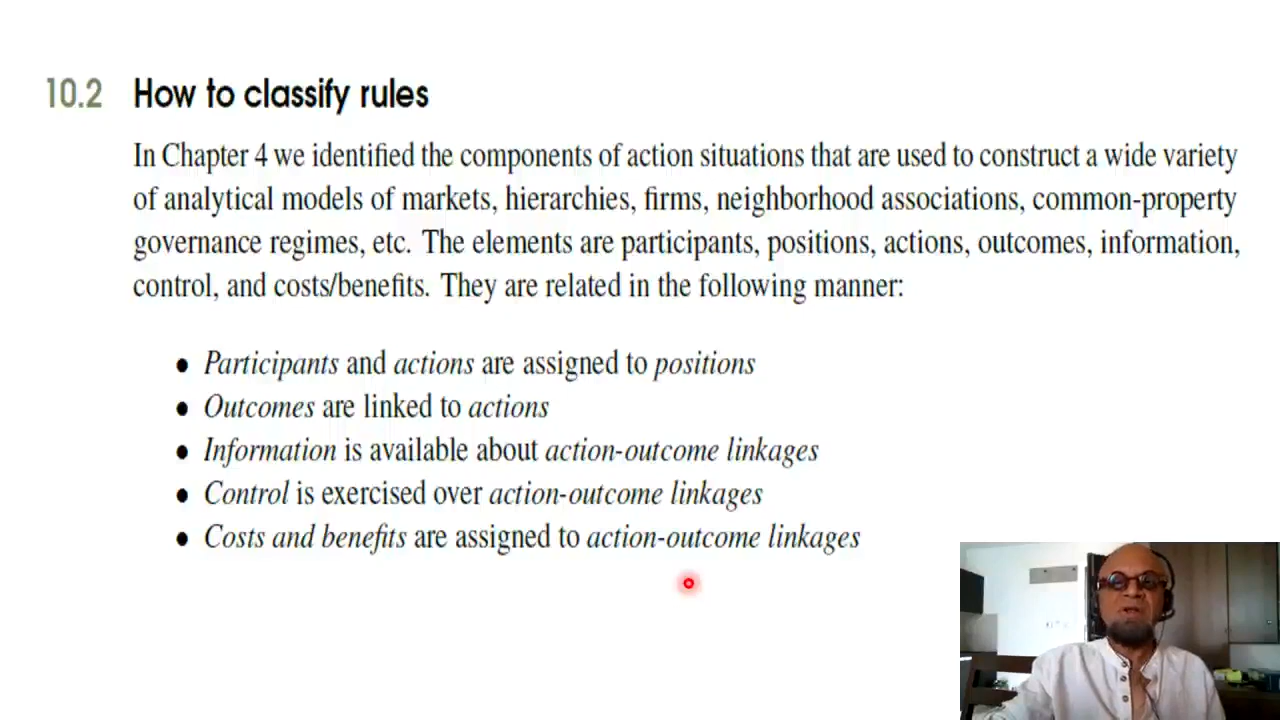 10.2 How to classify rules
In Chapter 4 we identified the components of action situations that are used to construct a wide variety
of analytical models of markets, hierarchies, firms, neighborhood associations, common-property
governance regimes, etc. The elements are participants, positions, actions, outcomes, information,
control, and costs/benefits. They are related in the following manner:
• Participants and actions are assigned to positions
• Outcomes are linked to actions
• Information is available about action-outcome linkages
• Control is exercised over action-outcome linkages
• Costs and benefits are assigned to action-outcome linkages